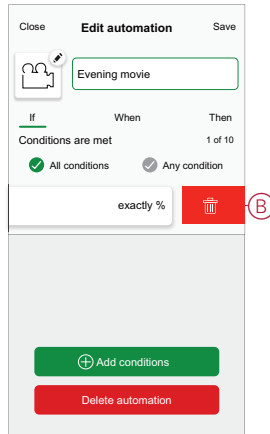 Close Edit automation Save
Evening movie
If When Then
Conditions are met 1 of 10
All conditions Any condition
exactly % B
Add conditions
Delete automation